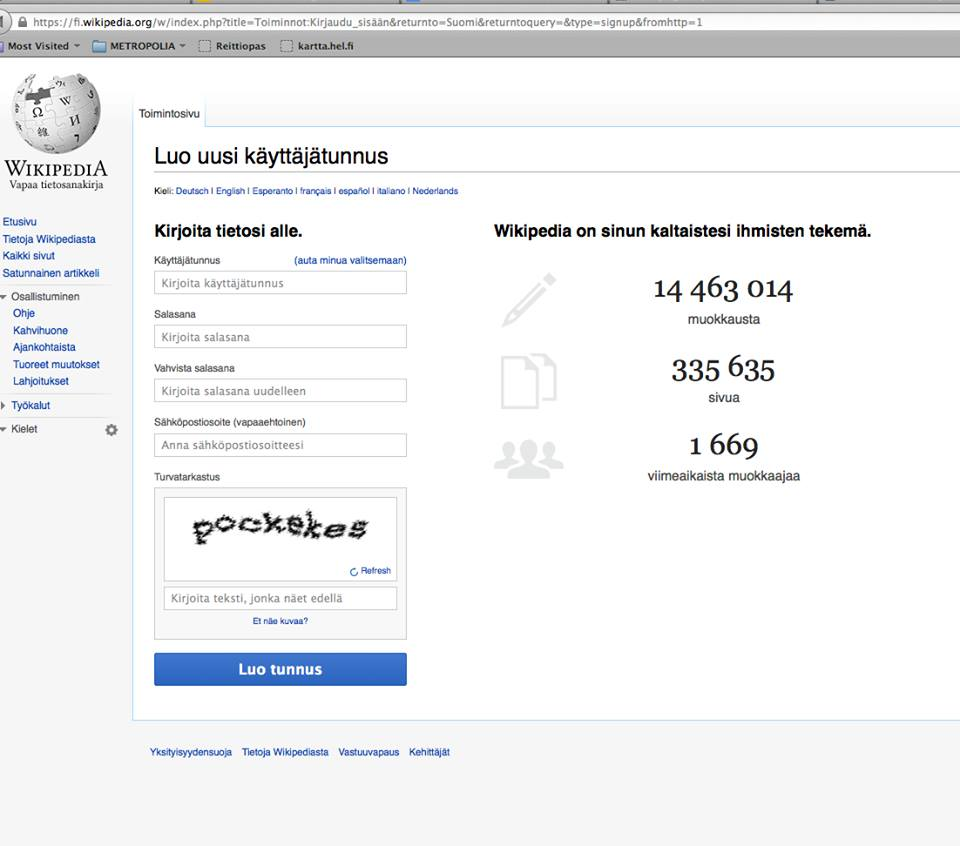 https://fi.wikipedia.org/w/index.php?title=Toiminnot:Kirjaudu_sisään&returnto=Suomi&returntoquery=&type=signup&fromhttp=1
Most Visited METROPOLIA Reittiopas kartta.hel.fi
WIKIPEDIA
Vapaa tietosanakirja
Etusivu
Tietoja Wikipediasta
Kaikki sivut
Satunnainen artikkeli
Osallistuminen
Ohje
Kahvihuone
Ajankohtaista
Tuoreet muutokset
Lahjoitukset
Työkalut
Kielet
Toimintosivu
Luo uusi käyttäjätunnus
Kieli: Deutsch | English | Esperanto | français | español | italiano | Nederlands
Kirjoita tietosi alle.
Käyttäjätunnus (auta minua valitsemaan)
Kirjoita käyttäjätunnus
Salasana
Kirjoita salasana
Vahvista salasana
Kirjoita salasana uudelleen
Sähköpostiosoite (vapaaehtoinen)
Anna sähköpostiosoitteesi
Turvatarkastus
pockekes
Refresh
Kirjoita teksti, jonka näet edellä
Et näe kuvaa?
Luo tunnus
Wikipedia on sinun kaltaistesi ihmisten tekemä.
14 463 014
muokkausta
335 635
sivua
1 669
viimeaikaista muokkaajaa
Yksityisyydensuoja Tietoja Wikipediasta Vastuuvapaus Kehittäjät